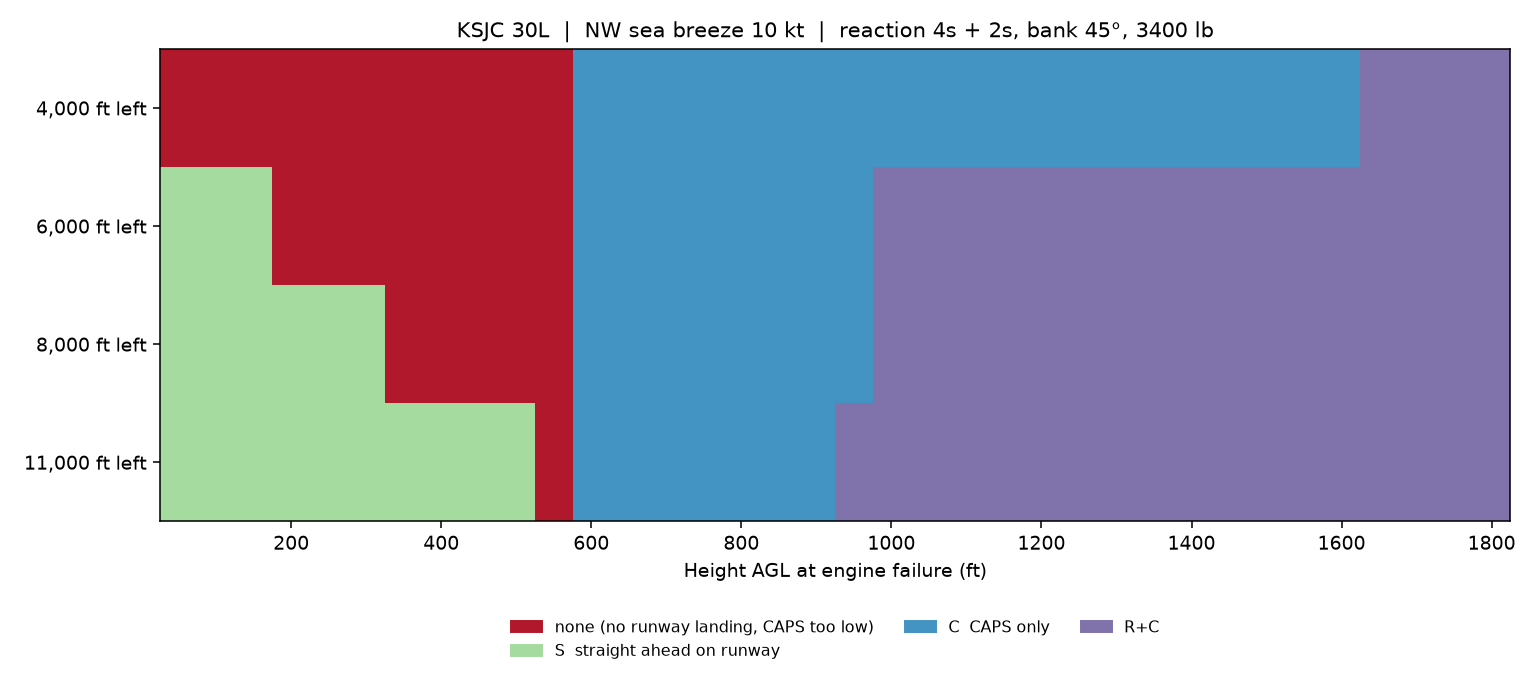 KSJC 30L | NW sea breeze 10 kt | reaction 4s + 2s, bank 45°, 3400 lb
4,000 ft left
6,000 ft left
8,000 ft left
11,000 ft left
200 400 600 800 1000 1200 1400 1600 1800
Height AGL at engine failure (ft)
none (no runway landing, CAPS too low) C CAPS only R+C
S straight ahead on runway